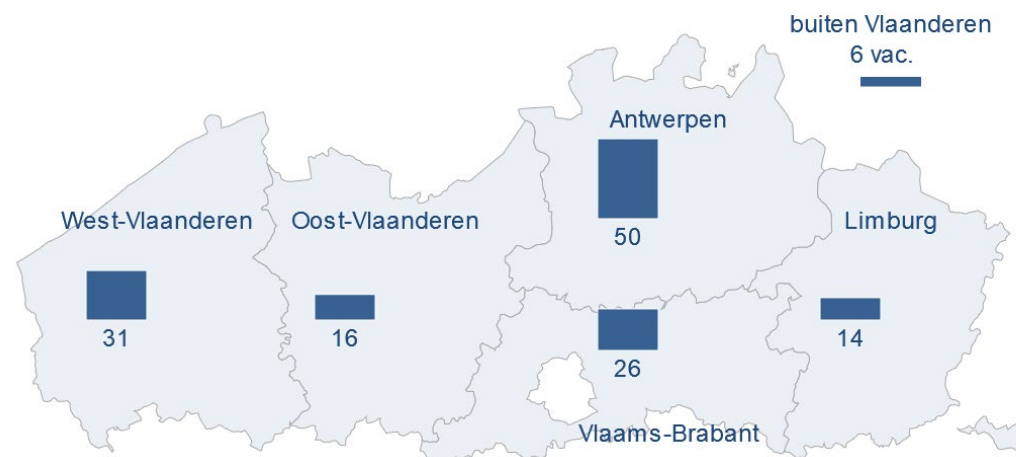 buiten Vlaanderen
6 vac.
Antwerpen
50
West-Vlaanderen
31
Oost-Vlaanderen
16
Limburg
14
26
Vlaams-Brabant